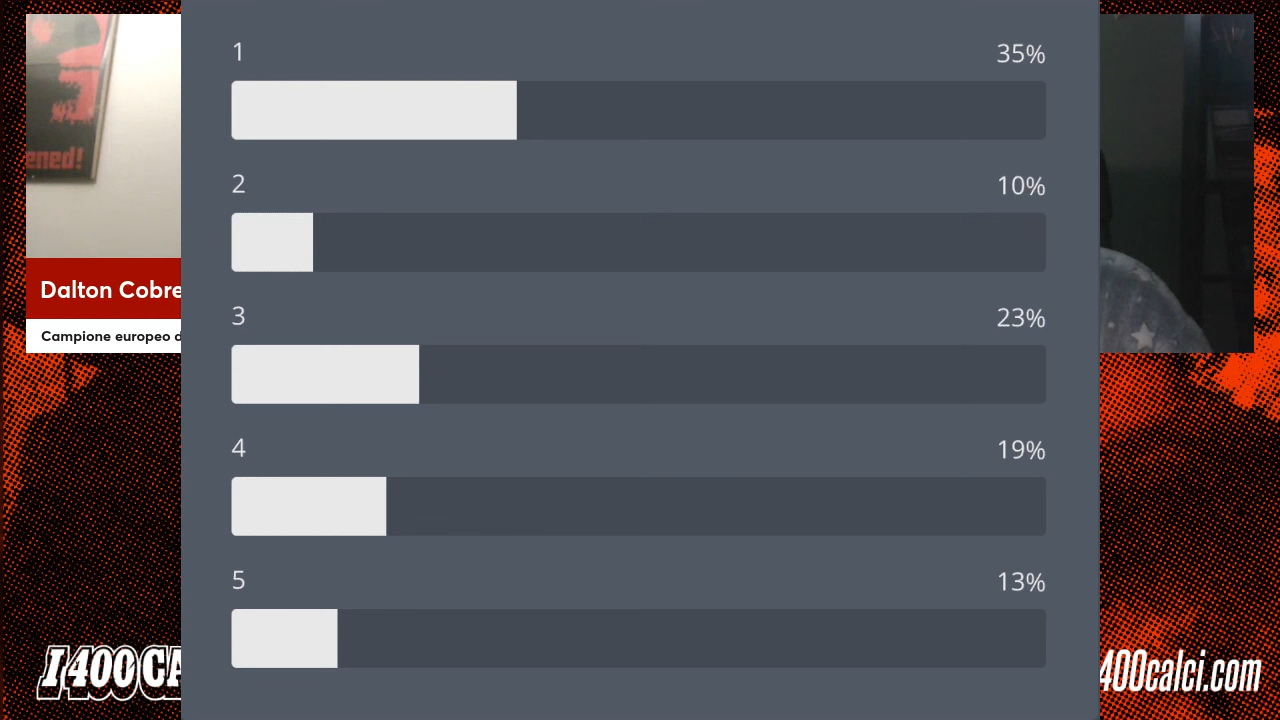 1 35%
2 10%
3 23%
4 19%
5 13%
ened!
Dalton Cobre
Campione europeo d
I400CA
400calci.com